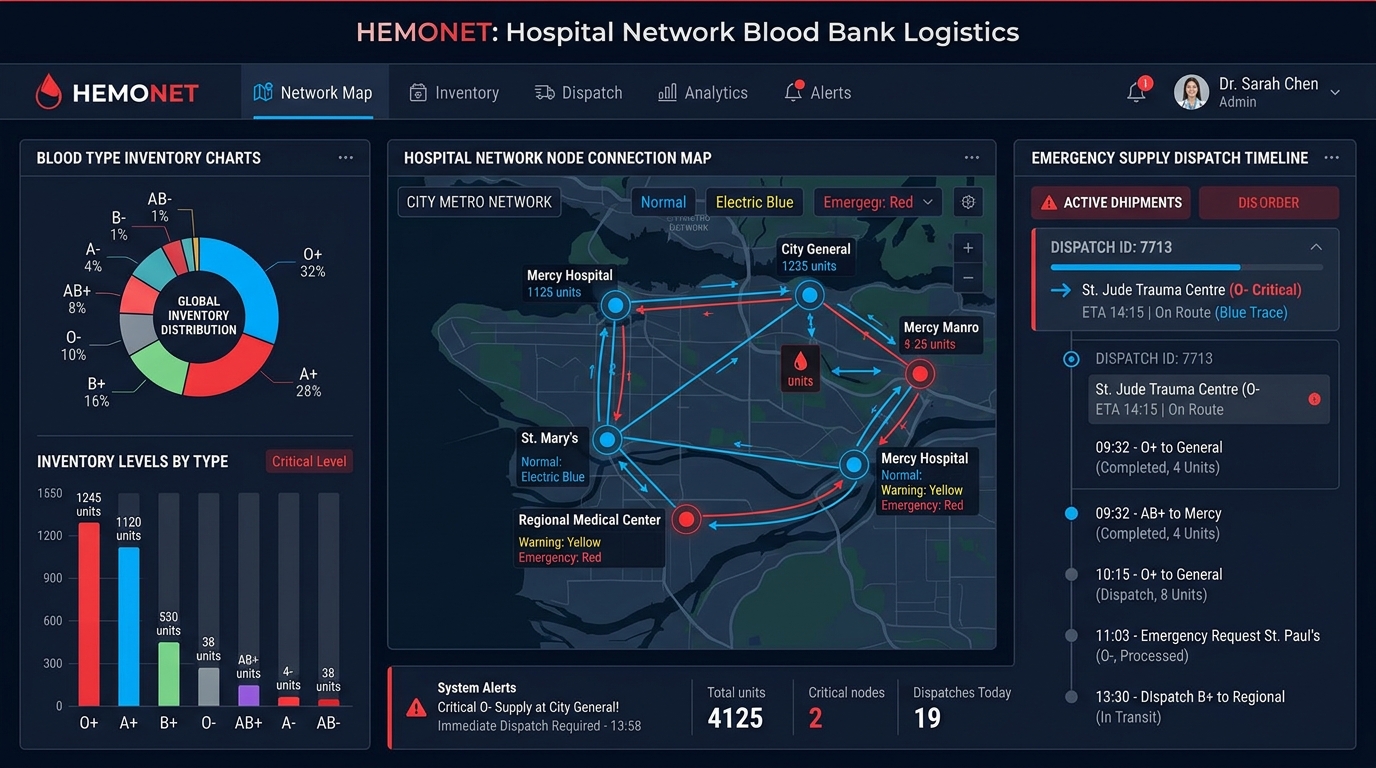 HEMONET: Hospital Network Blood Bank Logistics
HEMONET
Network Map
Inventory
Dispatch
Analytics
Alerts
1
Dr. Sarah Chen
Admin
BLOOD TYPE INVENTORY CHARTS
AB-
1%
B-
1%
A-
4%
AB+
8%
O-
10%
B+
16%
O+
32%
A+
28%
GLOBAL
INVENTORY
DISTRIBUTION
INVENTORY LEVELS BY TYPE
Critical Level
1550
1200
900
600
300
0
1245
units
1120
units
530
units
38
units
AB+
units
4-
units
38
units
O+
A+
B+
O-
AB+
A-
AB-
HOSPITAL NETWORK NODE CONNECTION MAP
CITY METRO NETWORK
Normal
Electric Blue
Emergegr: Red
NETWORK
City General
1235 units
Mercy Hospital
1125 units
Mercy Manro
units
units
St. Mary's
Normal:
Electric Blue
Mercy Hospital
Normal:
Warning: Yellow
Emergency: Red
Regional Medical Center
Warning: Yellow
Emergency: Red
System Alerts
Critical O- Supply at City General!
Immediate Dispatch Required - 13:58
Total units
4125
Critical nodes
2
Dispatches Today
19
EMERGENCY SUPPLY DISPATCH TIMELINE
ACTIVE DHIPMENTS
DISORDER
DISPATCH ID: 7713
St. Jude Trauma Centre (O- Critical)
ETA 14:15 | On Route (Blue Trace)
DISPATCH ID: 7713
St. Jude Trauma Centre (O-
ETA 14:15 | On Route
09:32 - O+ to General
(Completed, 4 Units)
09:32 - AB+ to Mercy
(Completed, 4 Units)
10:15 - O+ to General
(Dispatch, 8 Units)
11:03 - Emergency Request St. Paul's
(O-, Processed)
13:30 - DIspatch B+ to Regional
(In Transit)